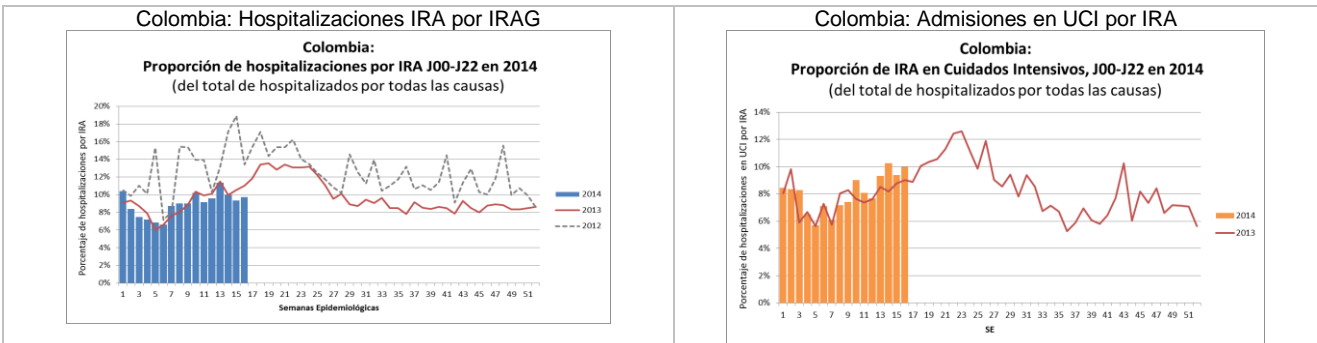 Colombia: Hospitalizaciones IRA por IRAG
Colombia:
Proporción de hospitalizaciones por IRA J00-J22 en 2014
(del total de hospitalizados por todas las causas)
Porcentaje de hospitalizaciones por IRA
20%
18%
16%
14%
12%
10%
8%
6%
4%
2%
0%
1 3 5 7 9 11 13 15 17 19 21 23 25 27 29 31 33 35 37 39 41 43 45 47 49 51
Semanas Epidemiológicas
2014
2013
2012
Colombia: Admisiones en UCI por IRA
Colombia:
Proporción de IRA en Cuidados Intensivos, J00-J22 en 2014
(del total de hospitalizados por todas las causas)
Porcentaje de hospitalizaciones en UCI por IRA
14%
12%
10%
8%
6%
4%
2%
0%
1 3 5 7 9 11 13 15 17 19 21 23 25 27 29 31 33 35 37 39 41 43 45 47 49 51
SE
2014
2013